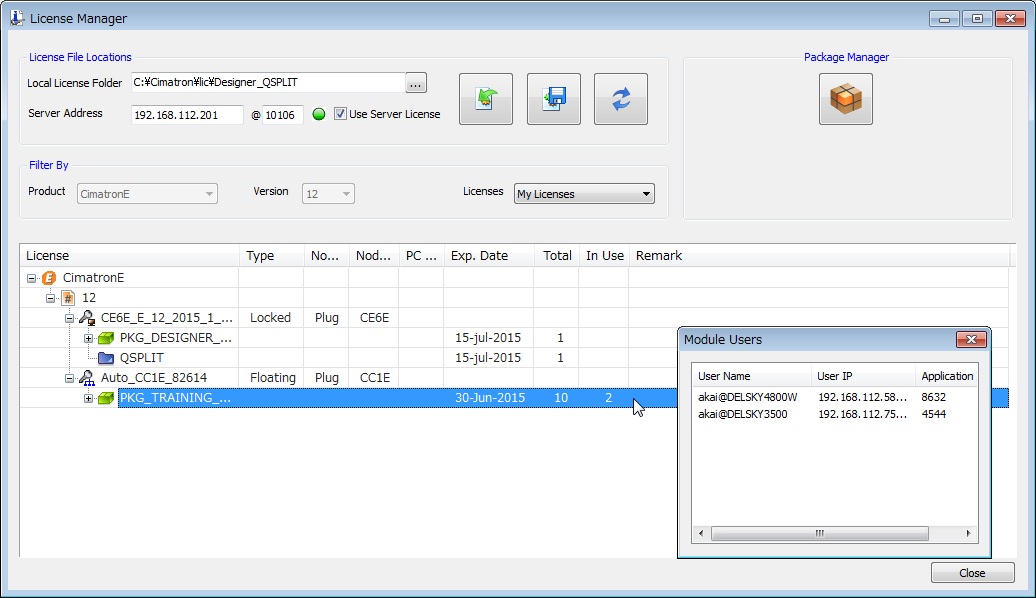 License Manager
License File Locations
Package Manager
Local License Folder C:¥Cimatron¥lic¥Designer_QSPLIT ...
Server Address 192.168.112.201 @ 10106 Use Server License
Filter By
Product CimatronE Version 12 Licenses My Licenses
License Type No... Nod... PC ... Exp. Date Total In Use Remark
CimatronE
12
CE6E_E_12_2015_1_... Locked Plug CE6E
PKG_DESIGNER_... 15-jul-2015 1
QSPLIT 15-jul-2015 1
Auto_CC1E_82614 Floating Plug CC1E
PKG_TRAINING_... 30-Jun-2015 10 2
Module Users
User Name User IP Application
akai@DELSKY4800W 192.168.112.58... 8632
akai@DELSKY3500 192.168.112.75... 4544
Close